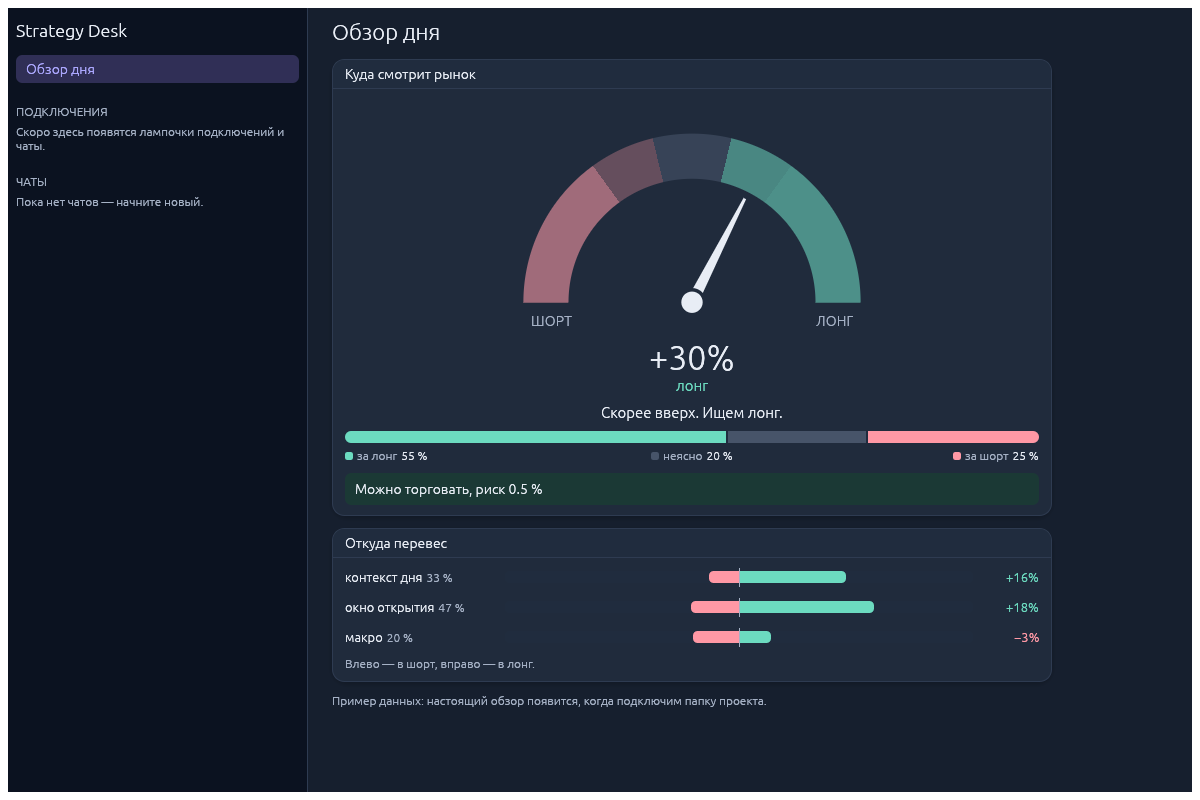 Strategy Desk
Обзор дня
ПОДКЛЮЧЕНИЯ
Скоро здесь появятся лампочки подключений и
чаты.
ЧАТЫ
Пока нет чатов — начните новый.
Обзор дня
Куда смотрит рынок
ШОРТ
ЛОНГ
+30%
лонг
Скорее вверх. Ищем лонг.
за лонг 55 %
неясно 20 %
за шорт 25 %
Можно торговать, риск 0.5 %
Откуда перевес
контекст дня 33 %
+16%
окно открытия 47 %
+18%
макро 20 %
−3%
Влево — в шорт, вправо — в лонг.
Пример данных: настоящий обзор появится, когда подключим папку проекта.